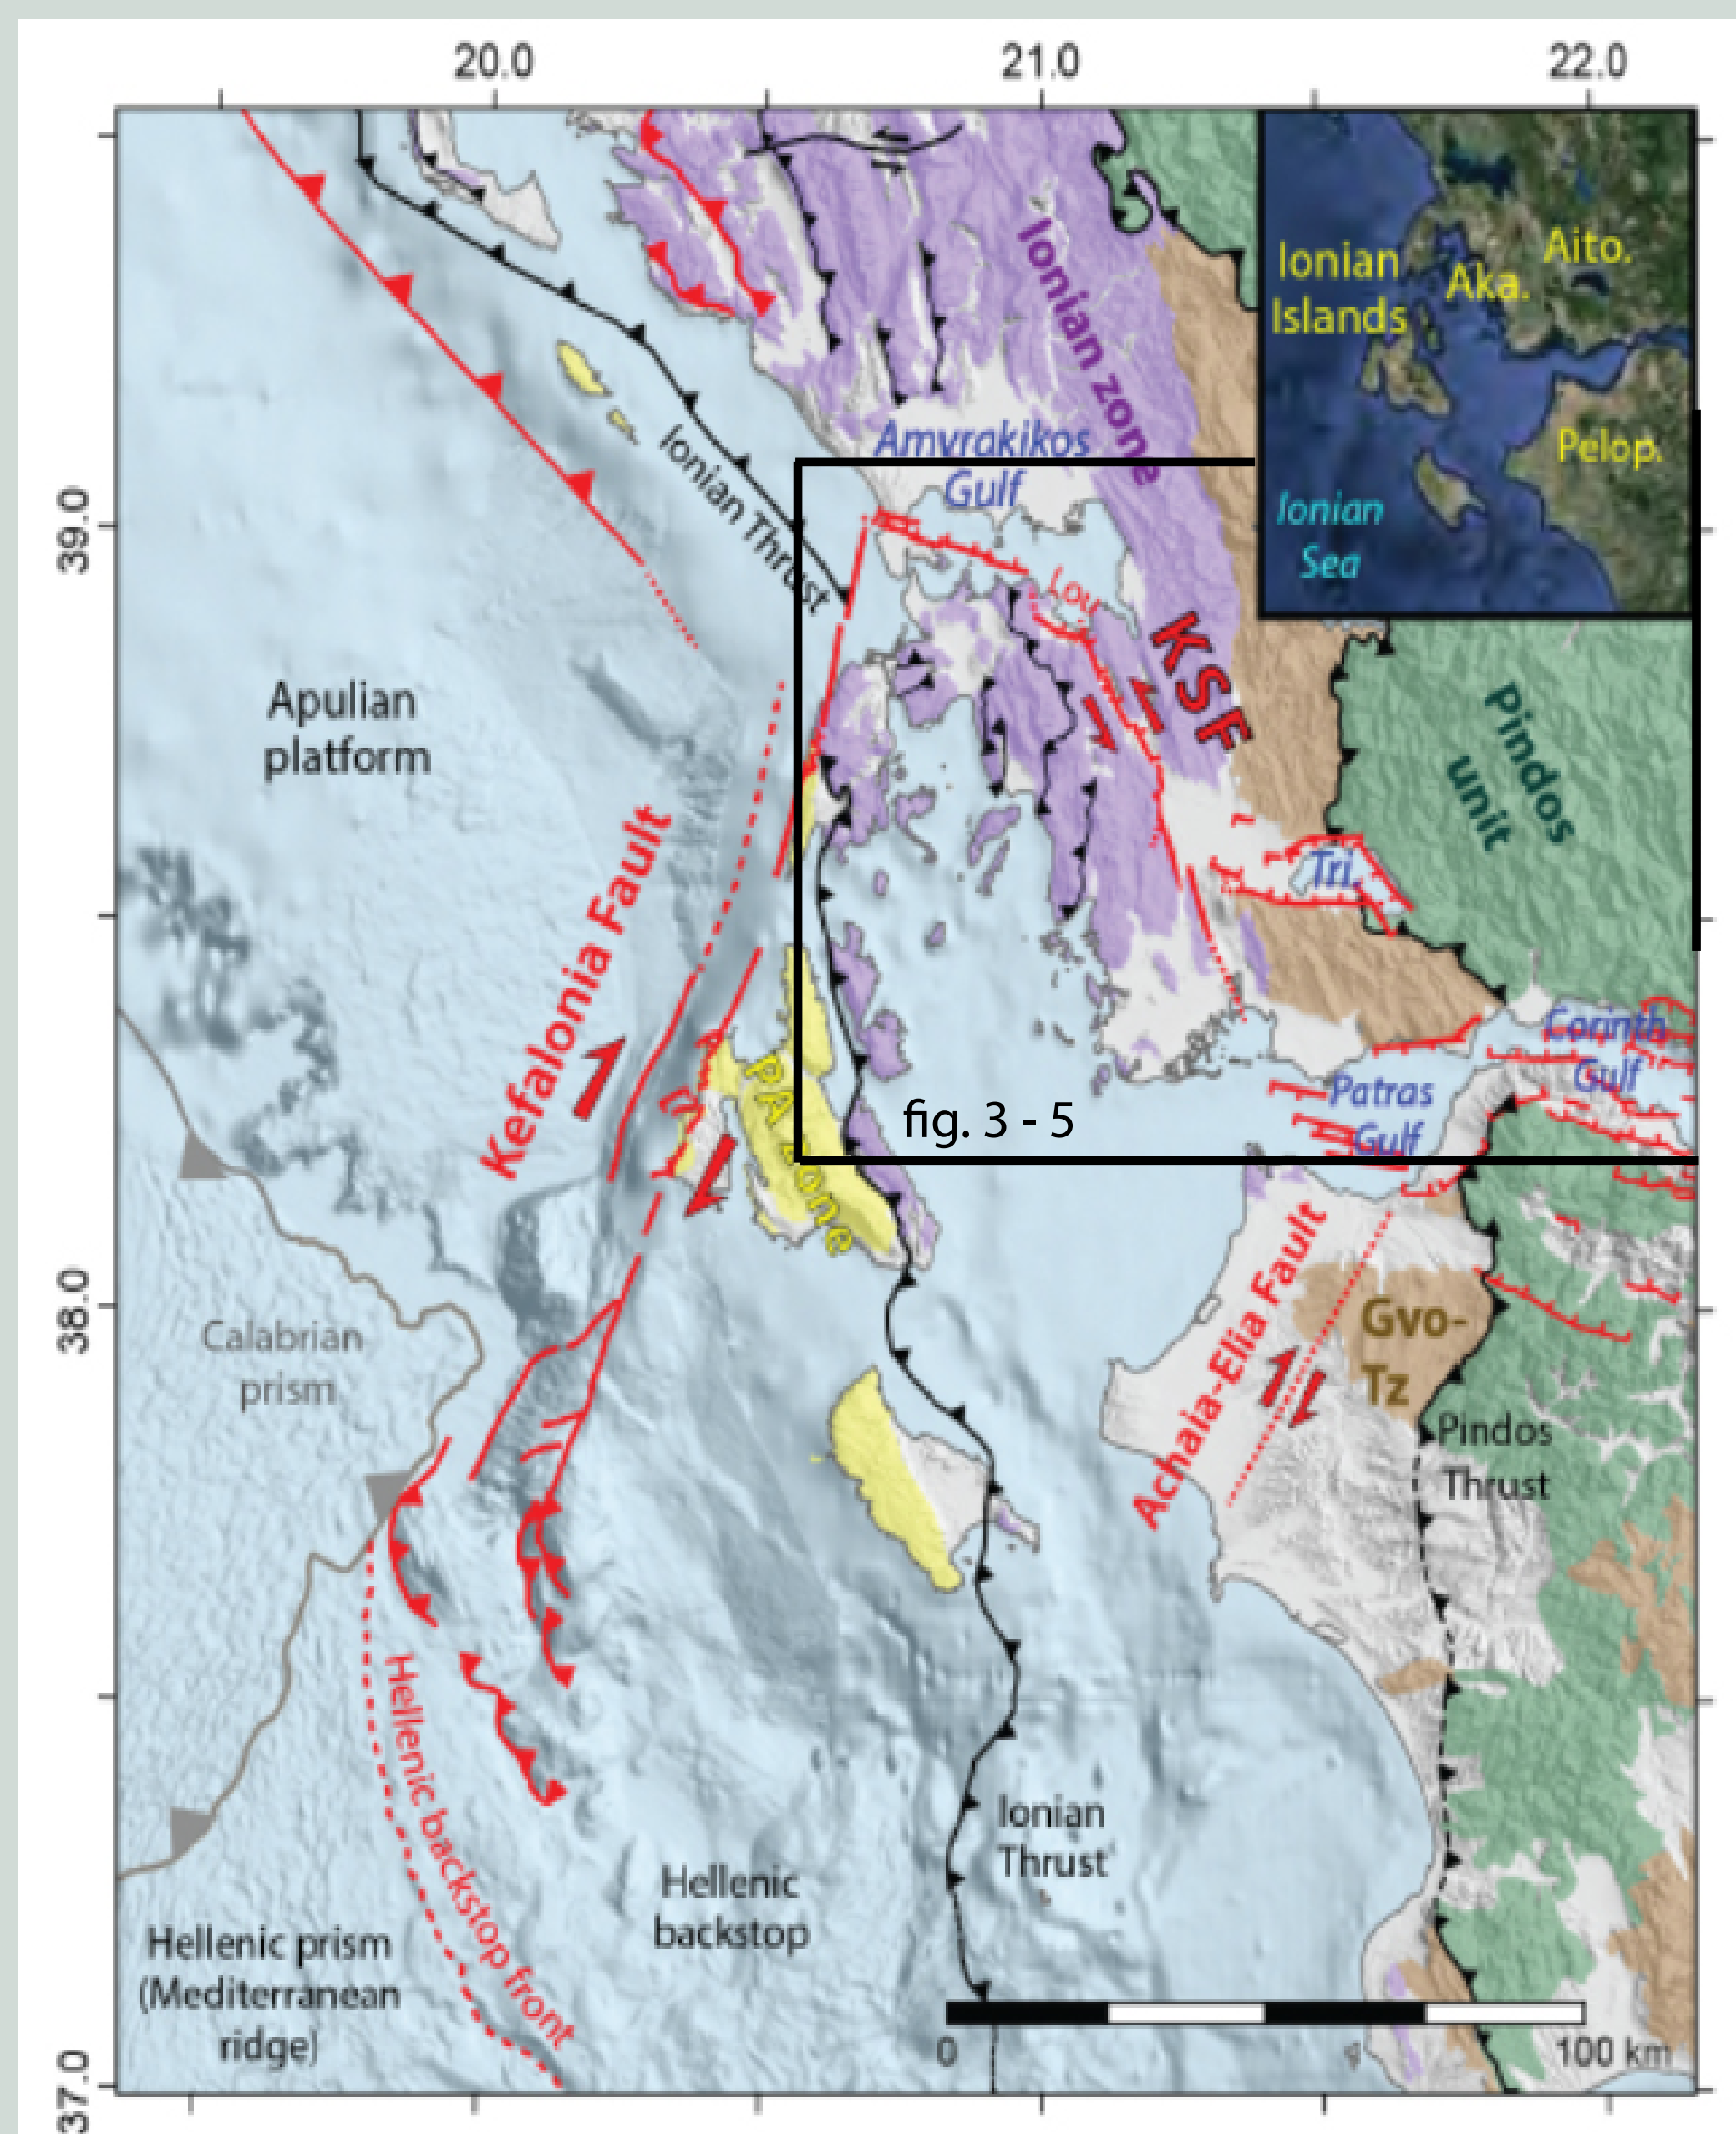 20.0
21.0
22.0
39.0
38.0
37.0
Ionian zone
Ionian
Islands
Aka.
Aito.
Pelop.
Ionian
Sea
Amvrakikos
Gulf
Ionian Thrust
Lou
KSF
Pindos
unit
Apulian
platform
Tri.
Kefalonia Fault
Corinth
Gulf
Patras
Gulf
PA zone
fig. 3 - 5
Achaia-Elia Fault
Gvo-
Tz
Pindos
Thrust
Calabrian
prism
Hellenic backstop front
Ionian
Thrust
Hellenic
backstop
Hellenic prism
(Mediterranean
ridge)
0
100 km